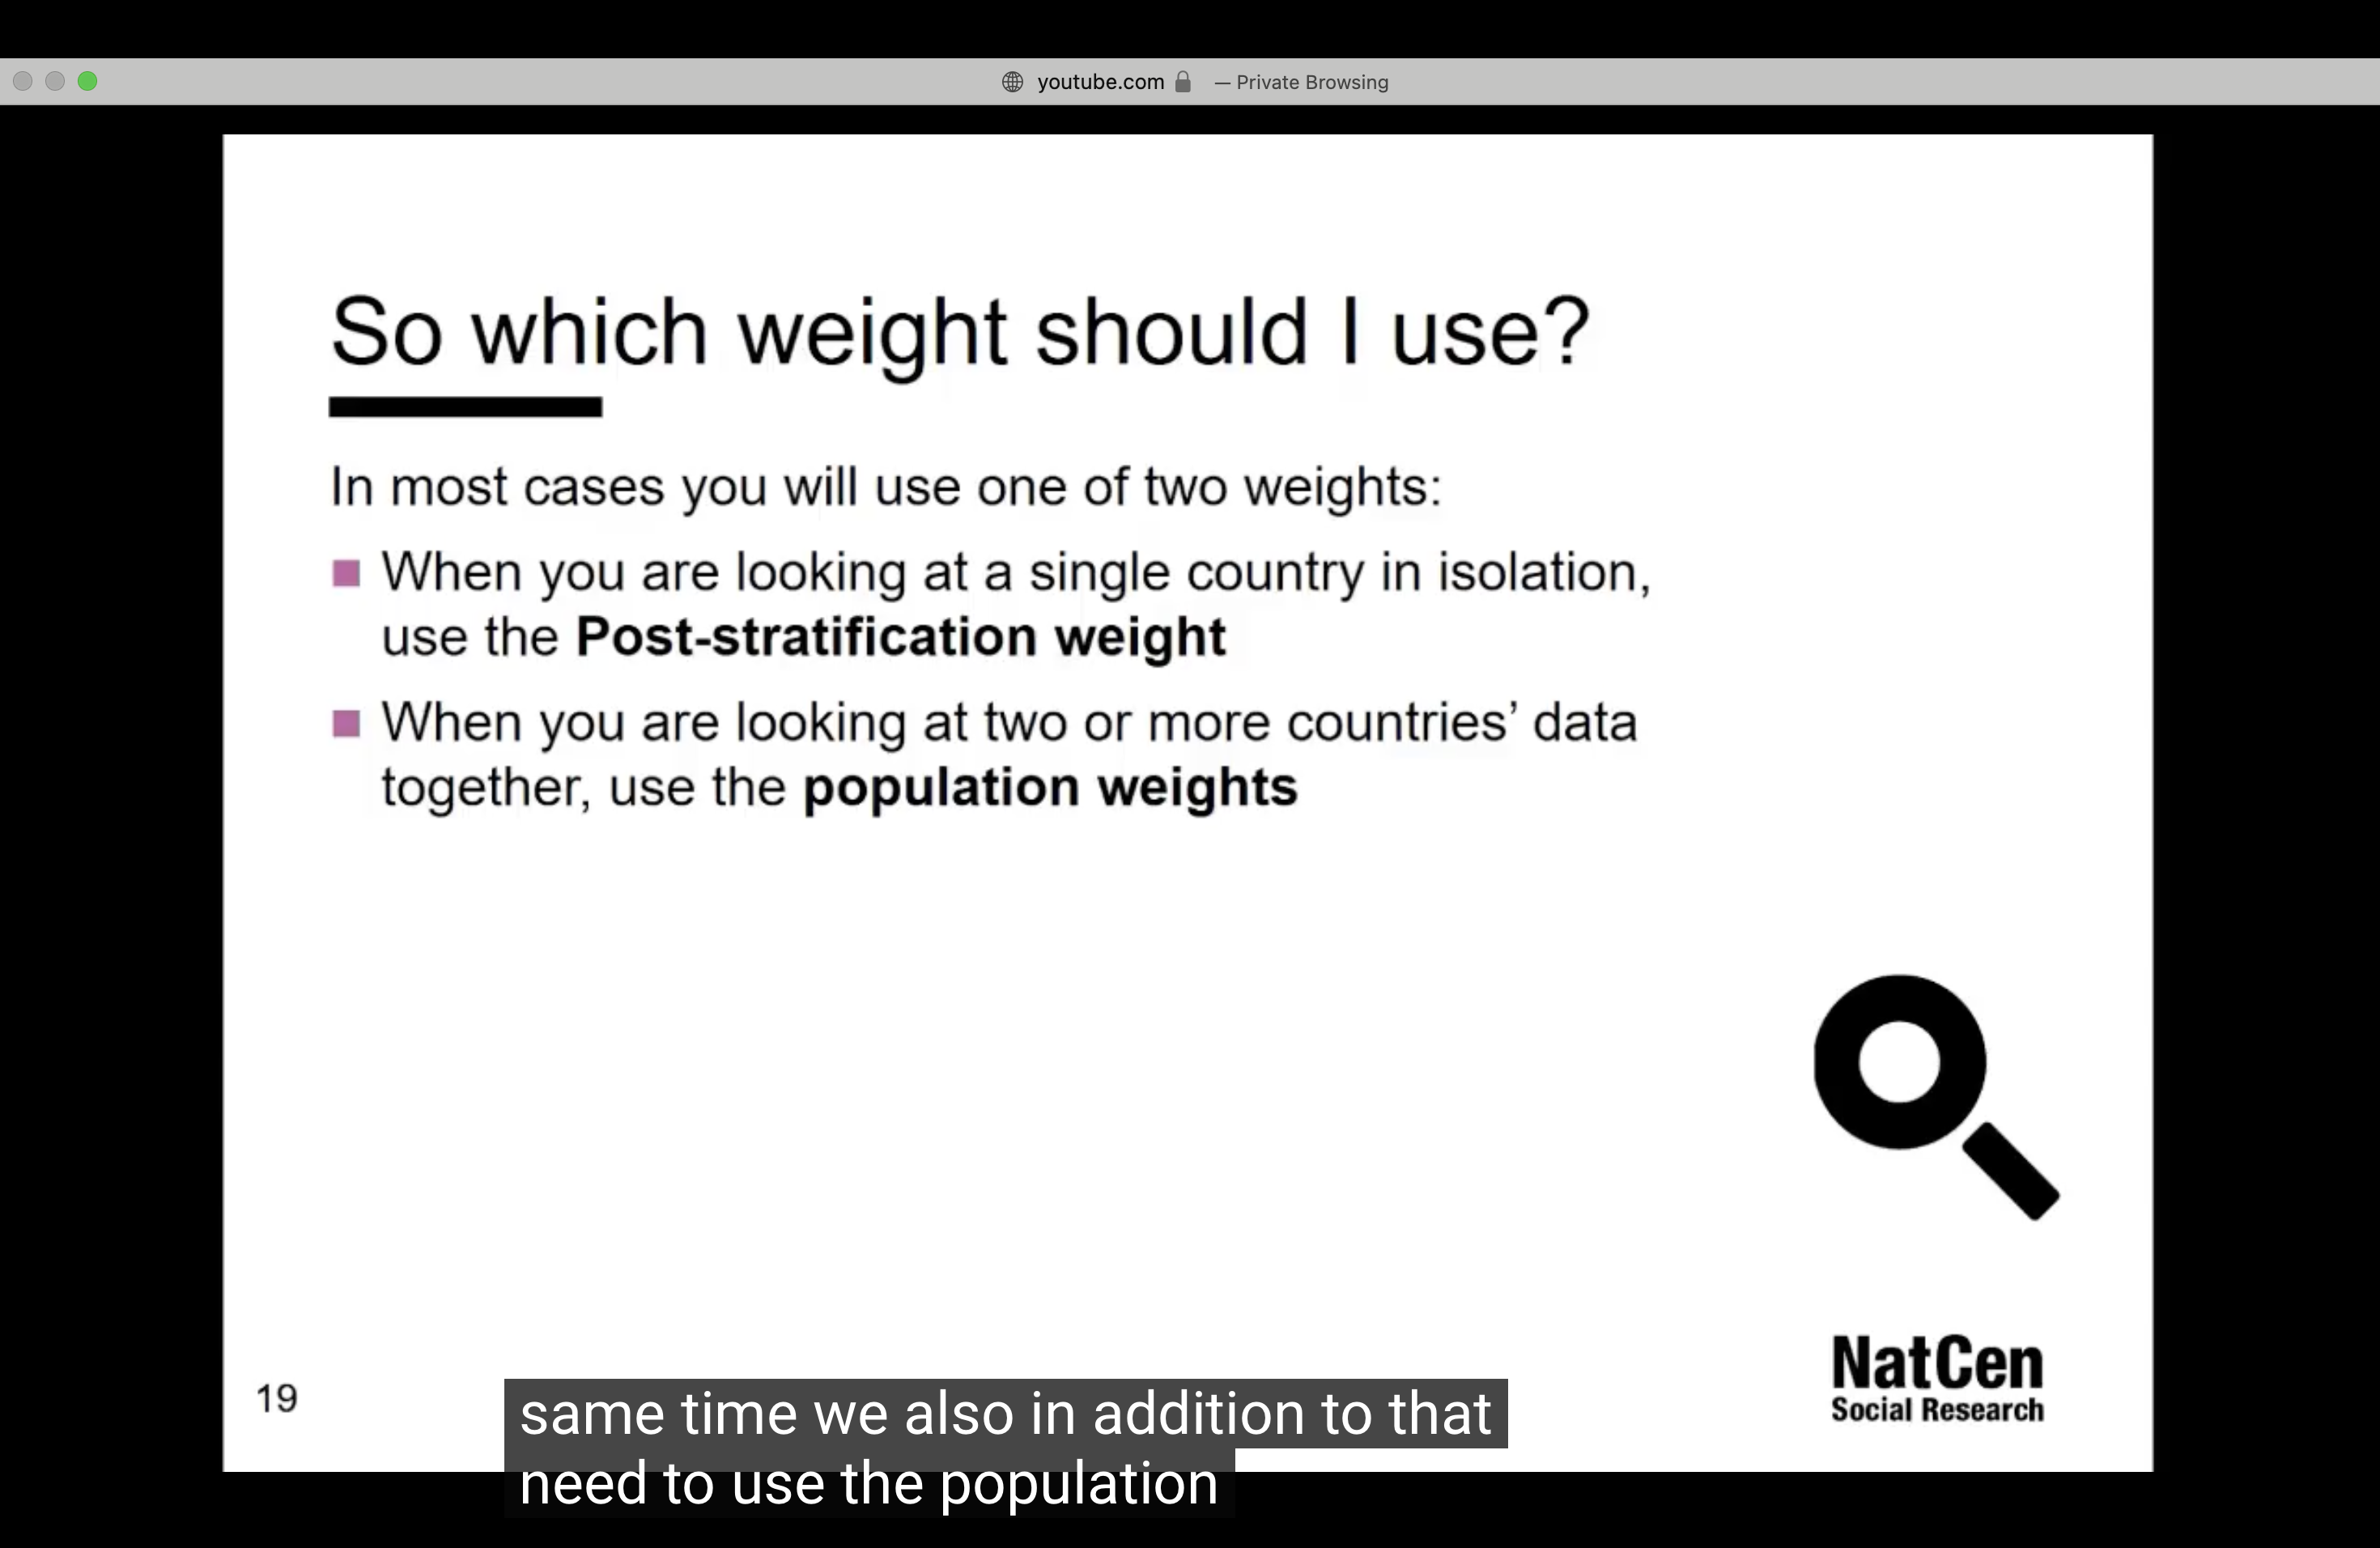 youtube.com — Private Browsing
So which weight should I use?
In most cases you will use one of two weights:
When you are looking at a single country in isolation,
use the Post-stratification weight
When you are looking at two or more countries’ data
together, use the population weights
NatCen
Social Research
19
same time we also in addition to that
need to use the population